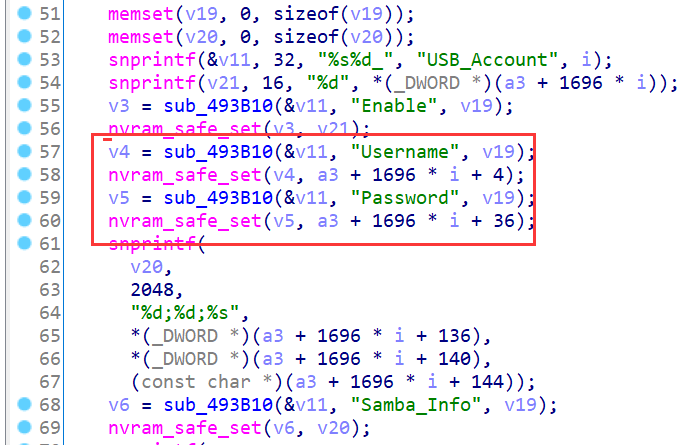 51 memset(v19, 0, sizeof(v19));
52 memset(v20, 0, sizeof(v20));
53 snprintf(&v11, 32, "%s%d_", "USB_Account", i);
54 snprintf(v21, 16, "%d", *(_DWORD *)(a3 + 1696 * i));
55 v3 = sub_493B10(&v11, "Enable", v19);
56 nvram_safe_set(v3, v21);
57 v4 = sub_493B10(&v11, "Username", v19);
58 nvram_safe_set(v4, a3 + 1696 * i + 4);
59 v5 = sub_493B10(&v11, "Password", v19);
60 nvram_safe_set(v5, a3 + 1696 * i + 36);
61 snprintf(
62 v20,
63 2048,
64 "%d;%d;%s",
65 *(_DWORD *)(a3 + 1696 * i + 136),
66 *(_DWORD *)(a3 + 1696 * i + 140),
67 (const char *)(a3 + 1696 * i + 144));
68 v6 = sub_493B10(&v11, "Samba_Info", v19);
69 nvram_safe_set(v6, v20);